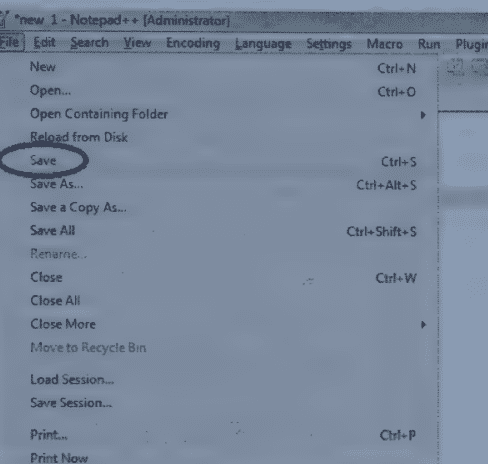 *new 1 - Notepad++ [Administrator]
File Edit Search View Encoding Language Settings Macro Run Plugin
New Ctrl+N
Open... Ctrl+O
Open Containing Folder
Reload from Disk
Save Ctrl+S
Save As... Ctrl+Alt+S
Save a Copy As...
Save All Ctrl+Shift+S
Rename...
Close Ctrl+W
Close All
Close More
Move to Recycle Bin
Load Session...
Save Session...
Print... Ctrl+P
Print Now